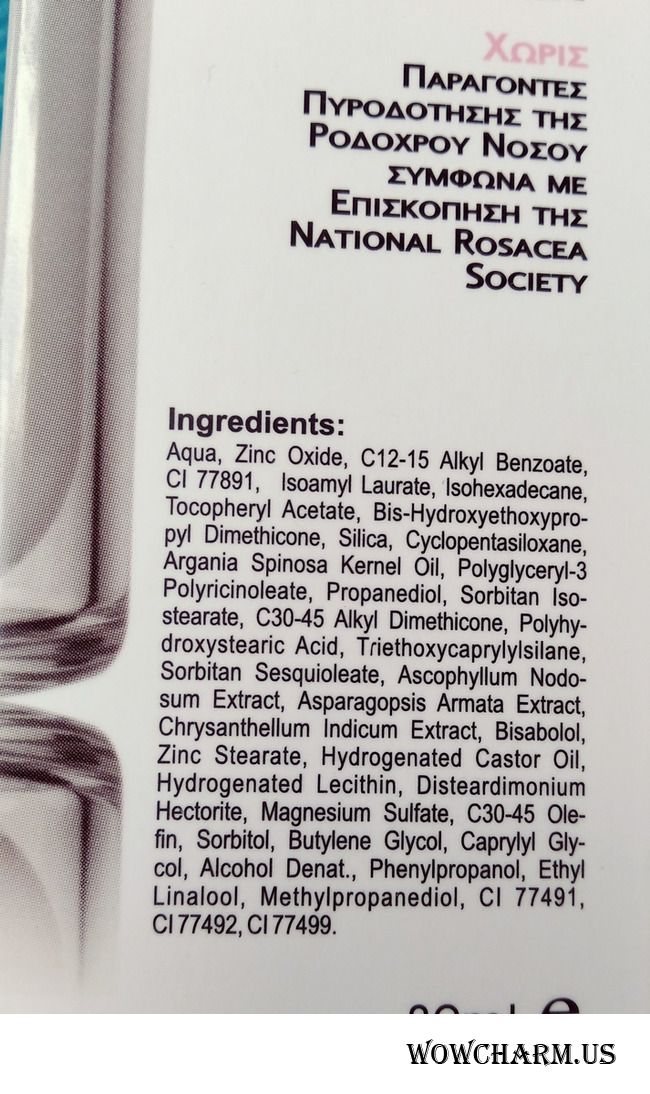 ΧΩΡΙΣ
ΠΑΡΑΓΟΝΤΕΣ
ΠΥΡΟΔΟΤΗΣΗΣ ΤΗΣ
ΡΟΔΟΧΡΟΥ ΝΟΣΟΥ
ΣΥΜΦΩΝΑ ΜΕ
ΕΠΙΣΚΟΠΗΣΗ ΤΗΣ
NATIONAL ROSACEA
SOCIETY
Ingredients:
Aqua, Zinc Oxide, C12-15 Alkyl Benzoate,
CI 77891, Isoamyl Laurate, Isohexadecane,
Tocopheryl Acetate, Bis-Hydroxyethoxypro-
pyl Dimethicone, Silica, Cyclopentasiloxane,
Argania Spinosa Kernel Oil, Polyglyceryl-3
Polyricinoleate, Propanediol, Sorbitan Iso-
stearate, C30-45 Alkyl Dimethicone, Polyhy-
droxystearic Acid, Triethoxycaprylylsilane,
Sorbitan Sesquioleate, Ascophyllum Nodo-
sum Extract, Asparagopsis Armata Extract,
Chrysanthellum Indicum Extract, Bisabolol,
Zinc Stearate, Hydrogenated Castor Oil,
Hydrogenated Lecithin, Disteardimonium
Hectorite, Magnesium Sulfate, C30-45 Ole-
fin, Sorbitol, Butylene Glycol, Caprylyl Gly-
col, Alcohol Denat., Phenylpropanol, Ethyl
Linalool, Methylpropanediol, CI 77491,
CI 77492, CI 77499.
WOWCHARM.US